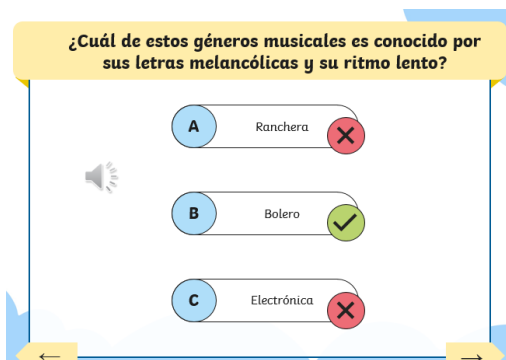 ¿Cuál de estos géneros musicales es conocido por
sus letras melancólicas y su ritmo lento?
A Ranchera
B Bolero
C Electrónica